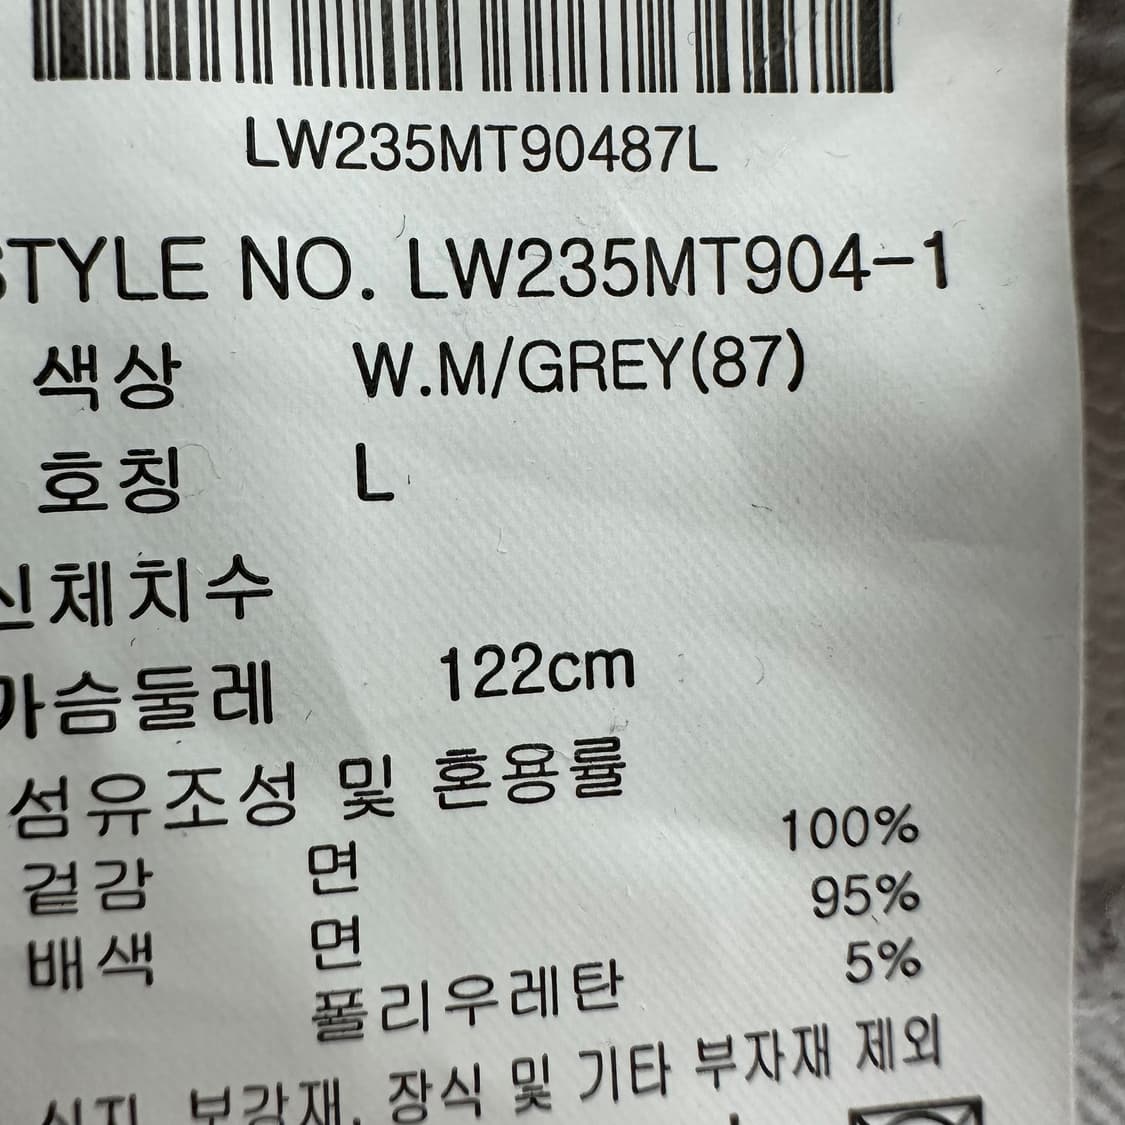 LW235MT90487L
STYLE NO. LW235MT904-1
색상 W.M/GREY(87)
호칭 L
신체치수
가슴둘레 122cm
섬유조성 및 혼용률
겉감 면 100%
배색 면 95%
폴리우레탄 5%
심지, 보강재, 장식 및 기타 부자재 제외